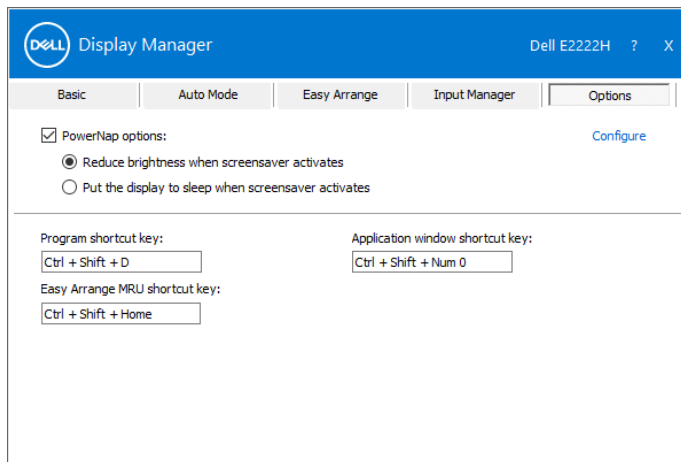 DELL Display Manager Dell E2222H ? X
Basic Auto Mode Easy Arrange Input Manager Options
PowerNap options: Configure
Reduce brightness when screensaver activates
Put the display to sleep when screensaver activates
Program shortcut key: Application window shortcut key:
Ctrl + Shift + D Ctrl + Shift + Num 0
Easy Arrange MRU shortcut key:
Ctrl + Shift + Home